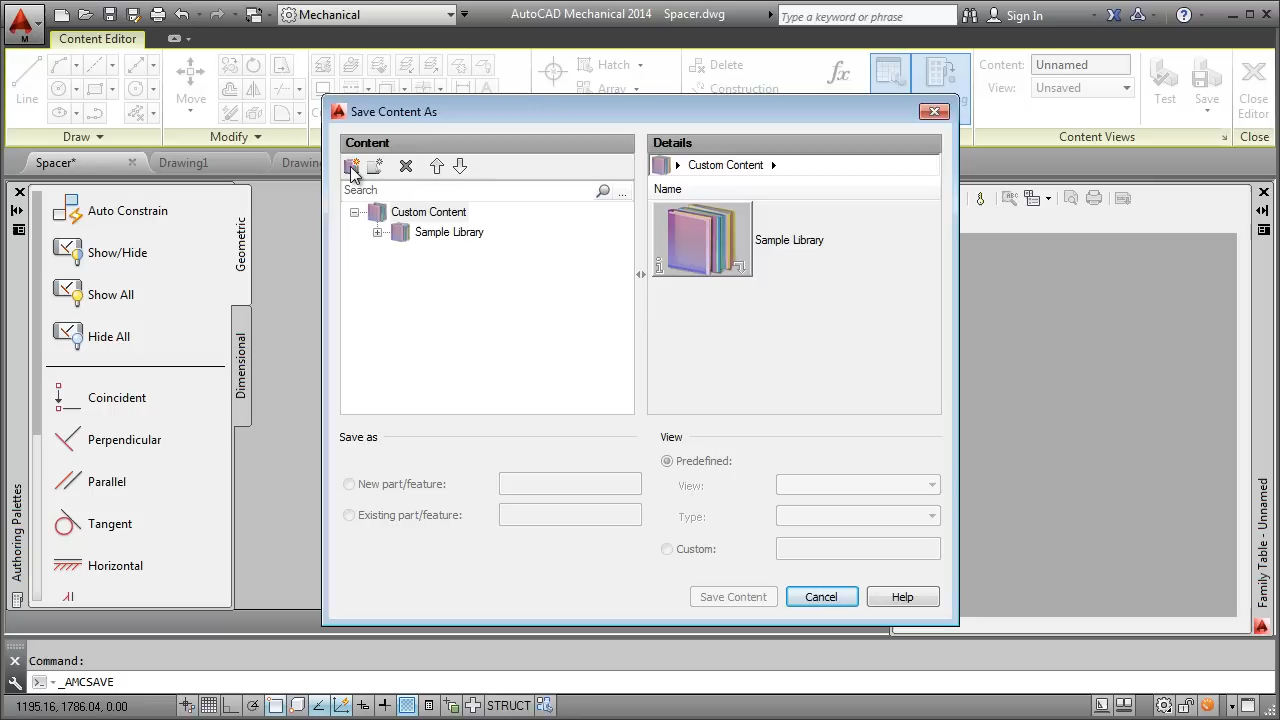 Mechanical
AutoCAD Mechanical 2014 Spacer.dwg
Type a keyword or phrase
Sign In
M
Content Editor
Line
Move
Hatch
Array
Delete
Construction
fx
Content: Unnamed
View: Unsaved
Test
Save
Close
Editor
Draw
Modify
Content Views
Close
Spacer*
Drawing1
Save Content As
Content
Details
Custom Content
Search
...
Name
Custom Content
Sample Library
Sample Library
Auto Constrain
Show/Hide
Show All
Hide All
Coincident
Perpendicular
Parallel
Tangent
Horizontal
Geometric
Dimensional
Authoring Palettes
Family Table - Unnamed
Save as
New part/feature:
Existing part/feature:
View
Predefined:
View:
Type:
Custom:
Save Content
Cancel
Help
Command:
_AMCSAVE
1195.16, 1786.04, 0.00
STRUCT